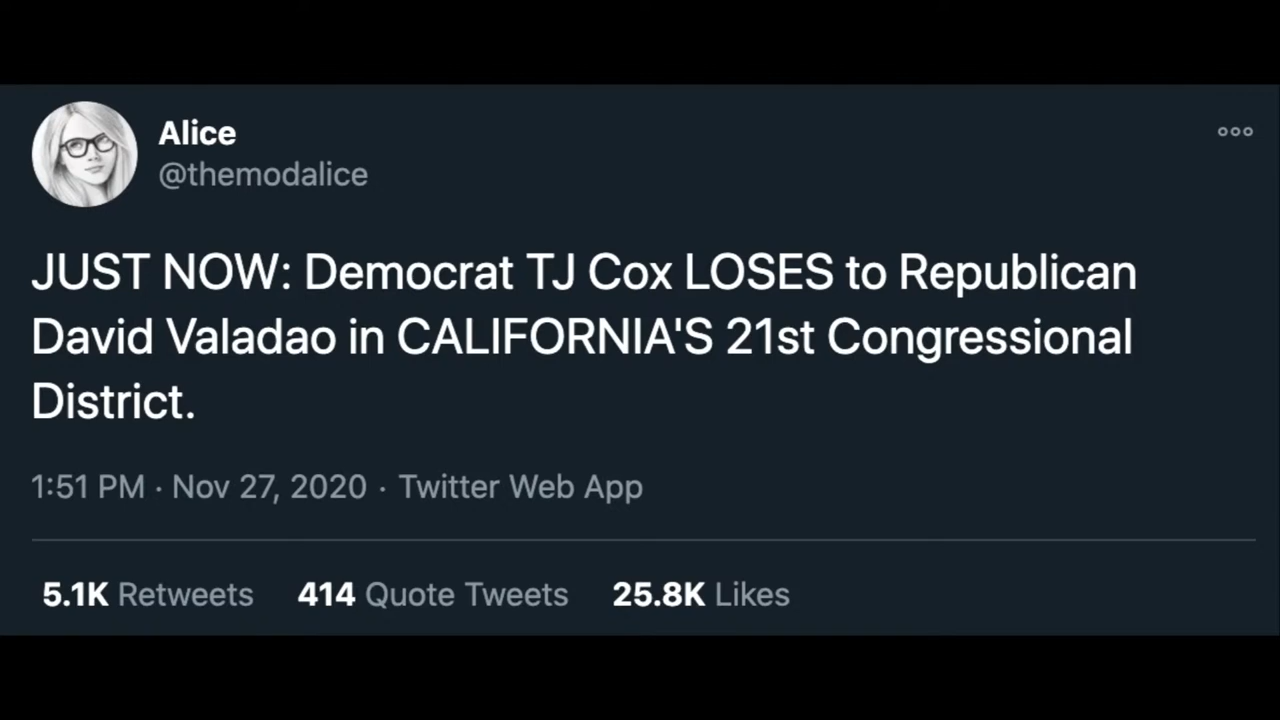 Alice
@themodalice
JUST NOW: Democrat TJ Cox LOSES to Republican
David Valadao in CALIFORNIA'S 21st Congressional
District.
1:51 PM · Nov 27, 2020 · Twitter Web App
5.1K Retweets 414 Quote Tweets 25.8K Likes